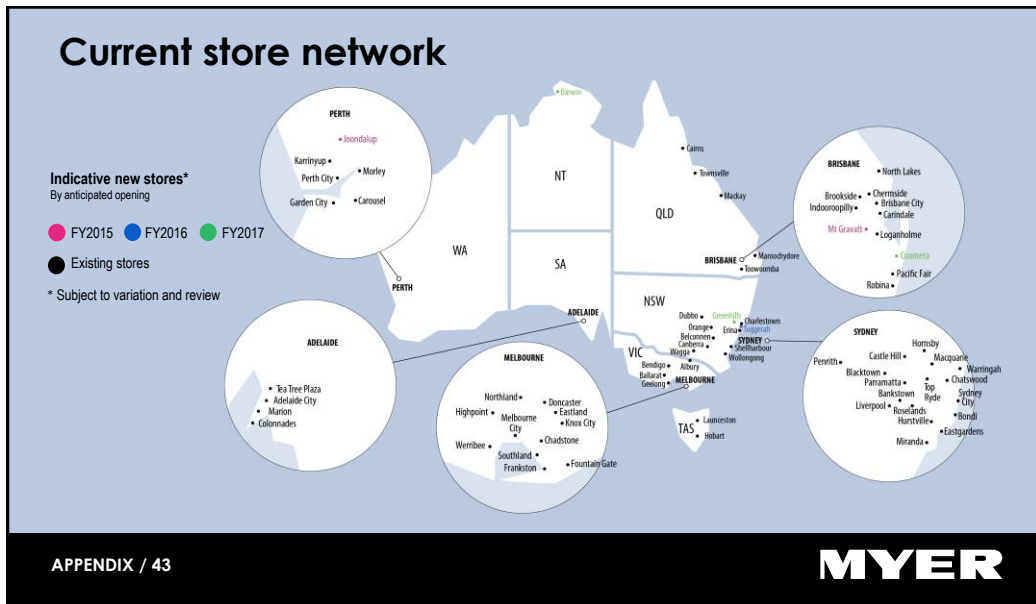 Current store network
Indicative new stores*
By anticipated opening
FY2015 FY2016 FY2017
Existing stores
* Subject to variation and review
PERTH
Joondalup
Karrinyup
Morley
Perth City
Garden City
Carousel
Darwin
NT
WA
SA
QLD
NSW
VIC
TAS
Cairns
Townsville
Mackay
BRISBANE
Maroochydore
Toowoomba
PERTH
ADELAIDE
Dubbo
Greenhills
Charlestown
Orange
Erina
Tuggerah
Belconnen
SYDNEY
Canberra
Shellharbour
Wagga
Wollongong
Bendigo
Albury
Ballarat
MELBOURNE
Geelong
Launceston
Hobart
BRISBANE
North Lakes
Chermside
Brookside
Brisbane City
Indooroopilly
Carindale
Mt Gravatt
Loganholme
Coomera
Pacific Fair
Robina
ADELAIDE
Tea Tree Plaza
Adelaide City
Marion
Colonnades
MELBOURNE
Northland
Doncaster
Highpoint
Eastland
Melbourne
City
Knox City
Chadstone
Werribee
Southland
Fountain Gate
Frankston
SYDNEY
Hornsby
Castle Hill
Macquarie
Penrith
Warringah
Blacktown
Chatswood
Parramatta
Top
Ryde
Bankstown
Sydney
City
Liverpool
Roselands
Bondi
Hurstville
Eastgardens
Miranda
APPENDIX / 43
MYER